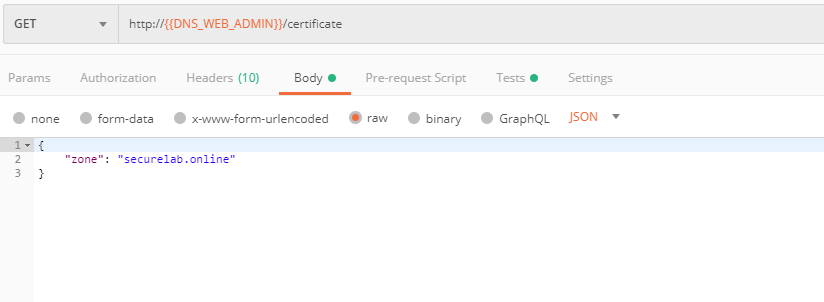 GET http://{{DNS_WEB_ADMIN}}/certificate
Params Authorization Headers (10) Body Pre-request Script Tests Settings
none form-data x-www-form-urlencoded raw binary GraphQL JSON
1 {
2 "zone": "securelab.online"
3 }